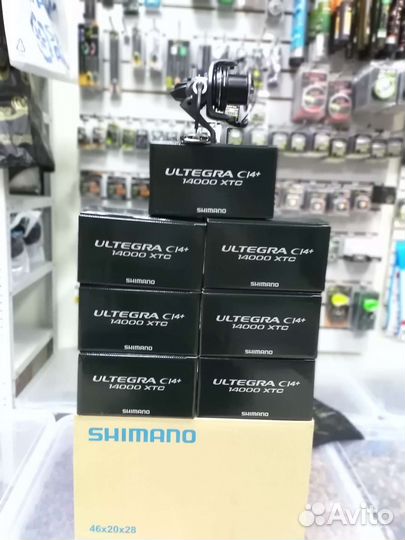 ULTEGRA CI4+
14000 XTC
SHIMANO
ULTEGRA CI4+
14000 XTC
SHIMANO
ULTEGRA CI4+
14000 XTC
SHIMANO
ULTEGRA CI4+
14000 XTC
SHIMANO
ULTEGRA CI4+
14000 XTC
SHIMANO
ULTEGRA CI4+
14000 XTC
SHIMANO
ULTEGRA CI4+
14000 XTC
SHIMANO
SHIMANO
46x20x28
Avito